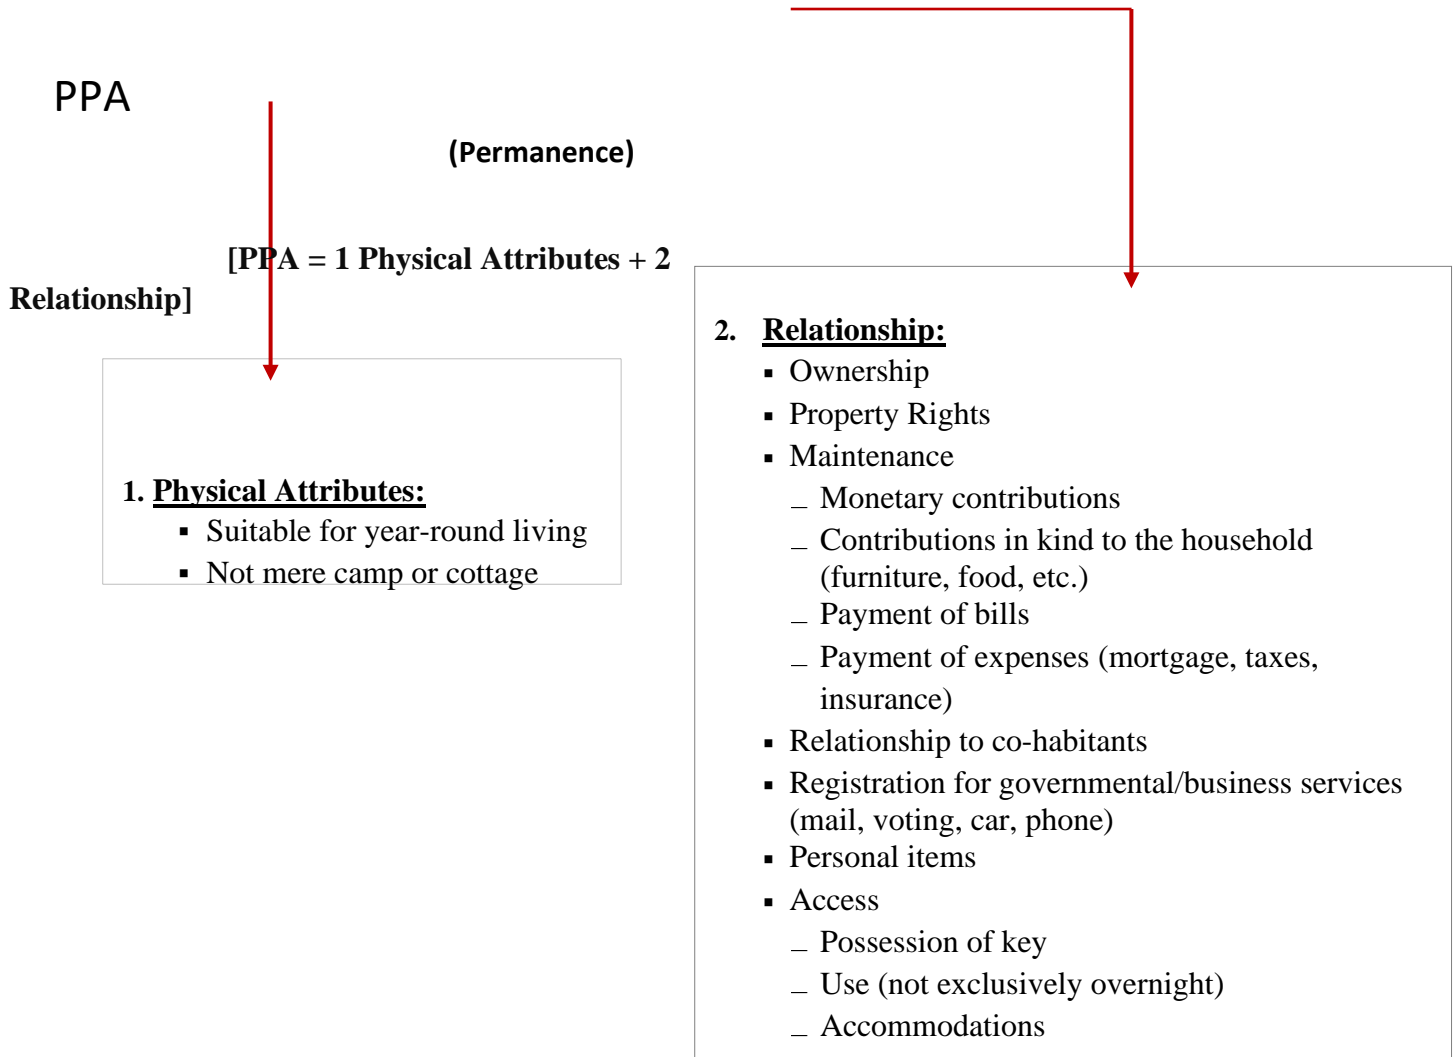 PPA
(Permanence)
[PPA = 1 Physical Attributes + 2
Relationship]
1. Physical Attributes:
▪ Suitable for year-round living
▪ Not mere camp or cottage
2. Relationship:
▪ Ownership
▪ Property Rights
▪ Maintenance
– Monetary contributions
– Contributions in kind to the household
(furniture, food, etc.)
– Payment of bills
– Payment of expenses (mortgage, taxes,
insurance)
▪ Relationship to co-habitants
▪ Registration for governmental/business services
(mail, voting, car, phone)
▪ Personal items
▪ Access
– Possession of key
– Use (not exclusively overnight)
– Accommodations